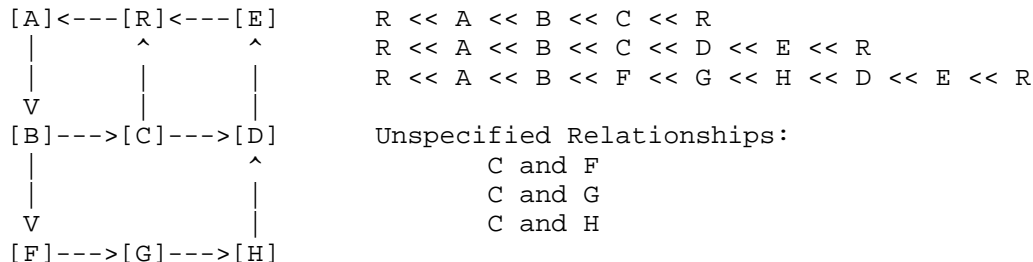 [A]<---[R]<---[E]       R << A << B << C << R
 |      ^      ^        R << A << B << C << D << E << R
 |      |      |        R << A << B << F << G << H << D << E << R
 V      |      |
[B]--->[C]--->[D]       Unspecified Relationships:
 |             ^                C and F
 |             |                C and G
 V             |                C and H
[F]--->[G]--->[H]